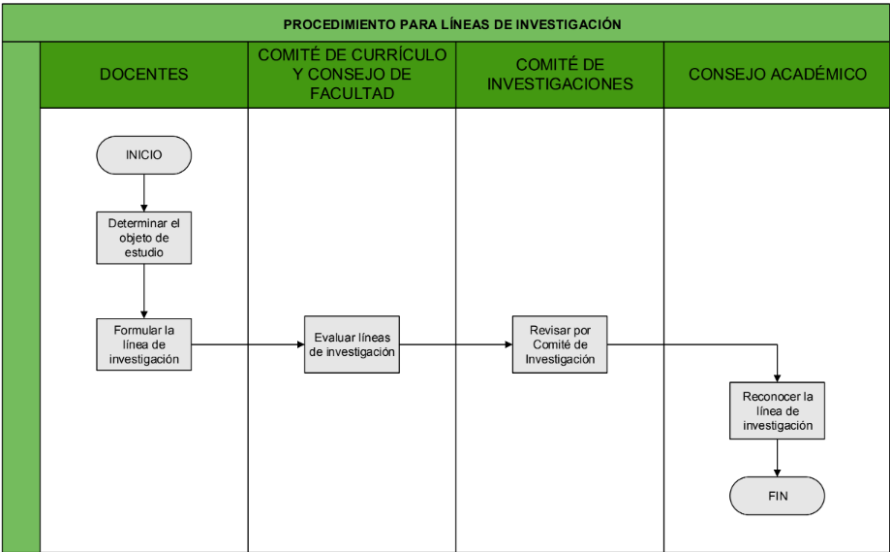 PROCEDIMIENTO PARA LÍNEAS DE INVESTIGACIÓN
DOCENTES
COMITÉ DE CURRÍCULO
Y CONSEJO DE
FACULTAD
COMITÉ DE
INVESTIGACIONES
CONSEJO ACADÉMICO
INICIO
Determinar el
objeto de
estudio
Formular la
línea de
investigación
Evaluar líneas
de investigación
Revisar por
Comité de
Investigación
Reconocer la
línea de
investigación
FIN